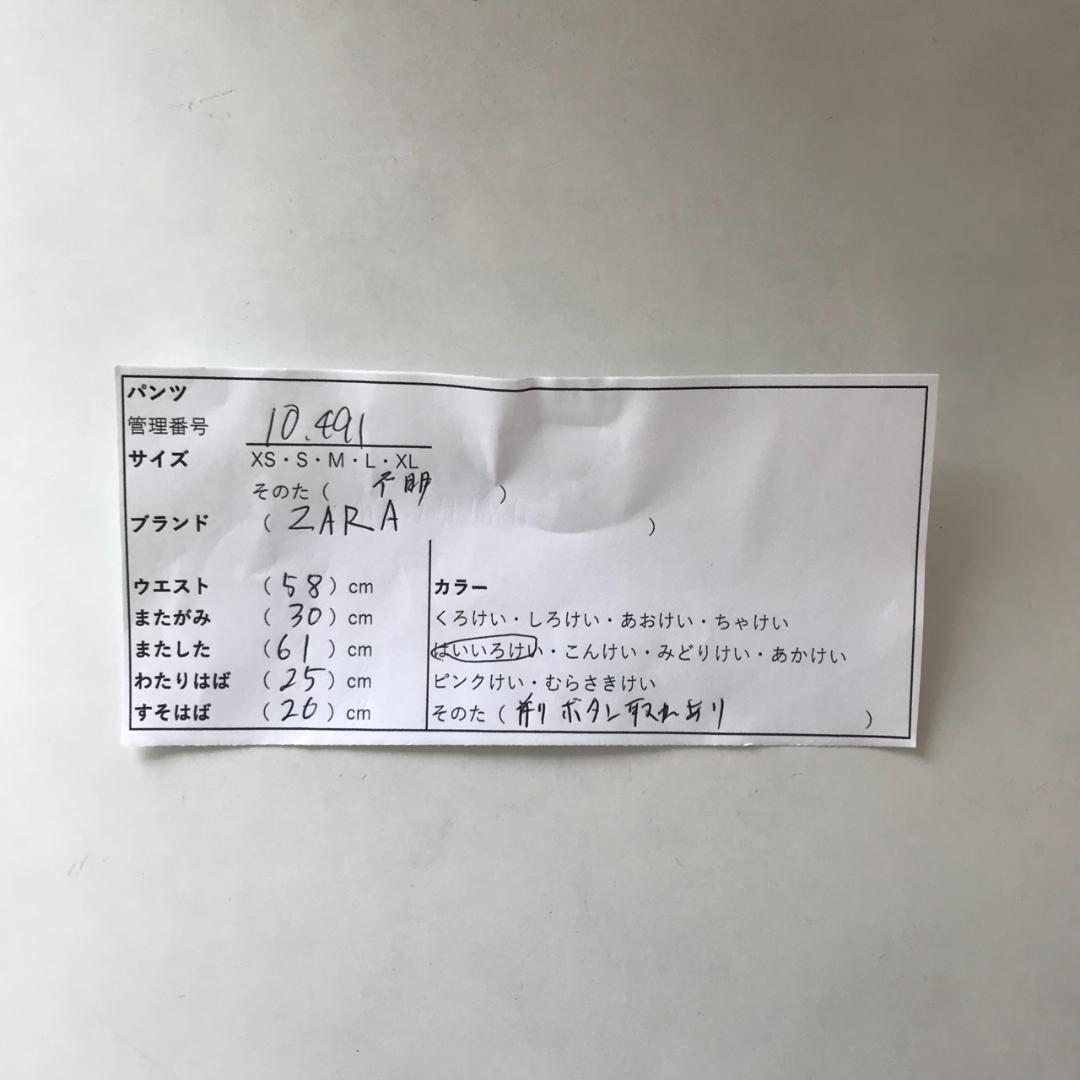 パンツ
管理番号 10.491
サイズ XS・S・M・L・XL
そのた( 不明 )
ブランド ( ZARA )
ウエスト (58) cm
またがみ (30) cm
またした (61) cm
わたりはば (25) cm
すそはば (26) cm
カラー
くろけい・しろけい・あおけい・ちゃけい
はいいろけい・こんけい・みどりけい・あかけい
ピンクけい・むらさきけい
そのた( 前ボタン取れあり )